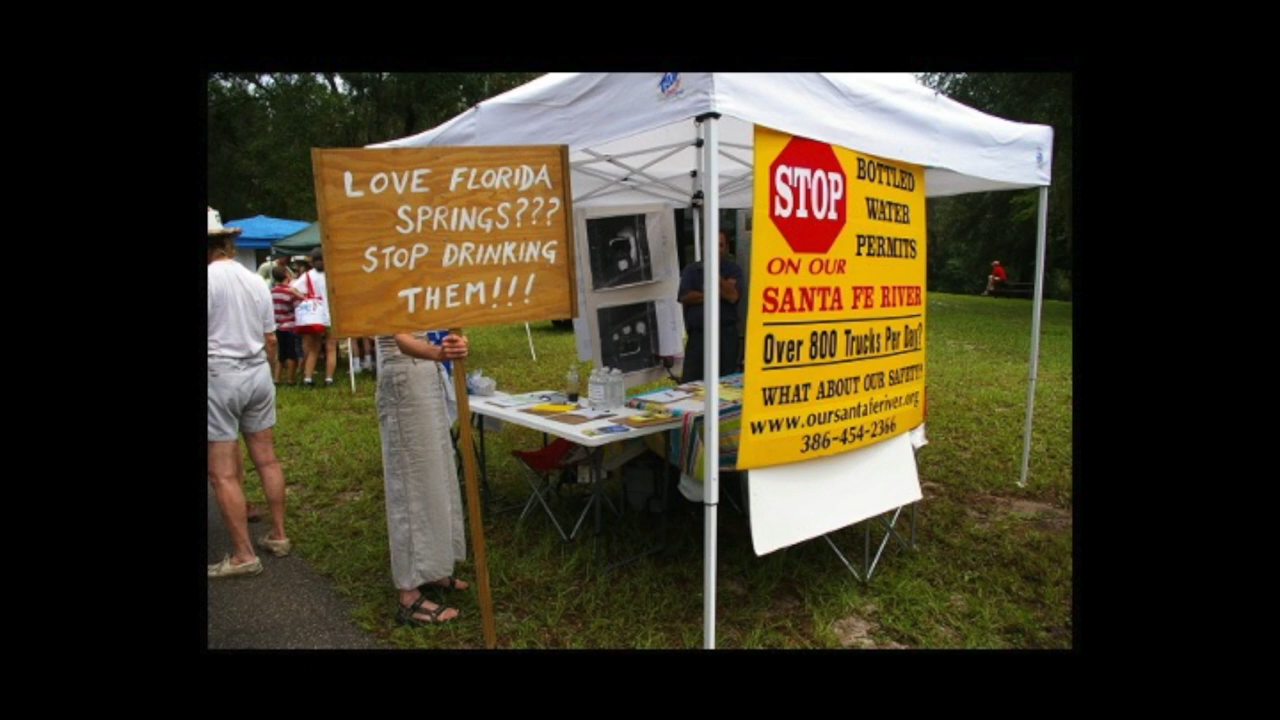 LOVE FLORIDA
SPRINGS???
STOP DRINKING
THEM!!!
STOP
BOTTLED
WATER
PERMITS
ON OUR
SANTA FE RIVER
Over 800 Trucks Per Day?
WHAT ABOUT OUR SAFETY?
www.oursantaferiver.org
386-454-2366